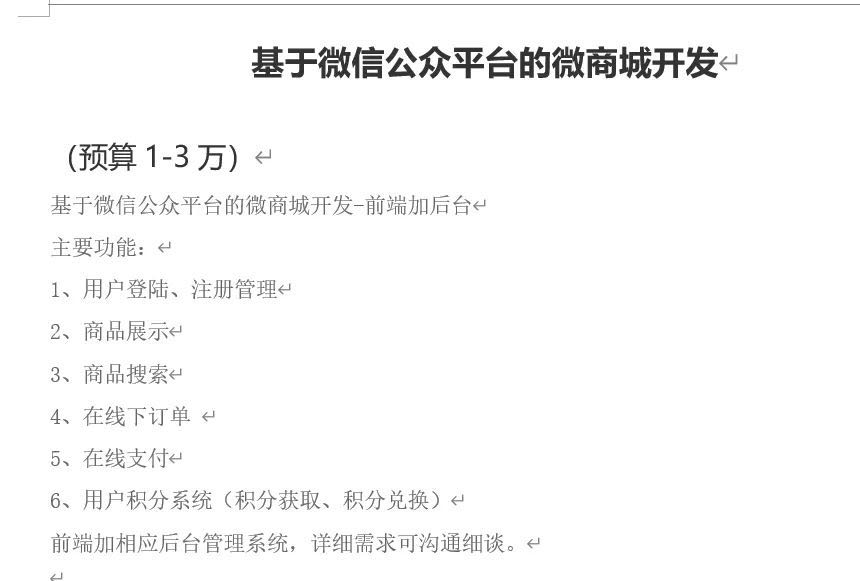 基于微信公众平台的微商城开发
（预算 1-3 万）
基于微信公众平台的微商城开发-前端加后台
主要功能：
1、用户登陆、注册管理
2、商品展示
3、商品搜索
4、在线下订单
5、在线支付
6、用户积分系统（积分获取、积分兑换）
前端加相应后台管理系统，详细需求可沟通细谈。